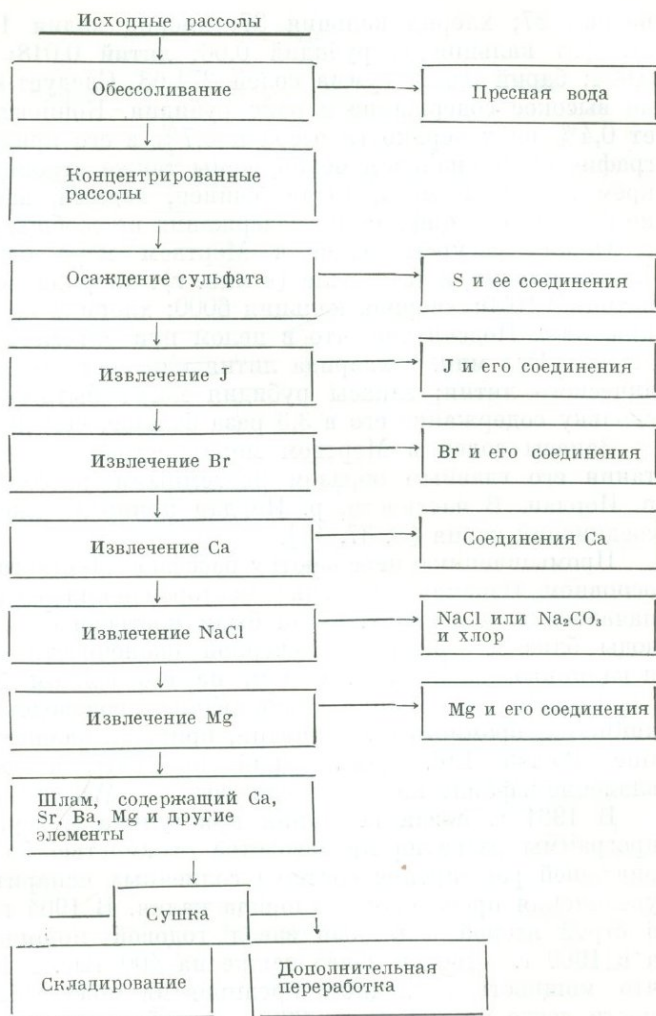 Исходные рассолы
Обессоливание
Пресная вода
Концентрированные
рассолы
Осаждение сульфата
S и ее соединения
Извлечение J
J и его соединения
Извлечение Br
Br и его соединения
Извлечение Ca
Соединения Ca
Извлечение NaCl
NaCl или Na₂CO₃
и хлор
Извлечение Mg
Mg и его соединения
Шлам, содержащий Ca,
Sr, Ba, Mg и другие
элементы
Сушка
Складирование
Дополнительная
переработка